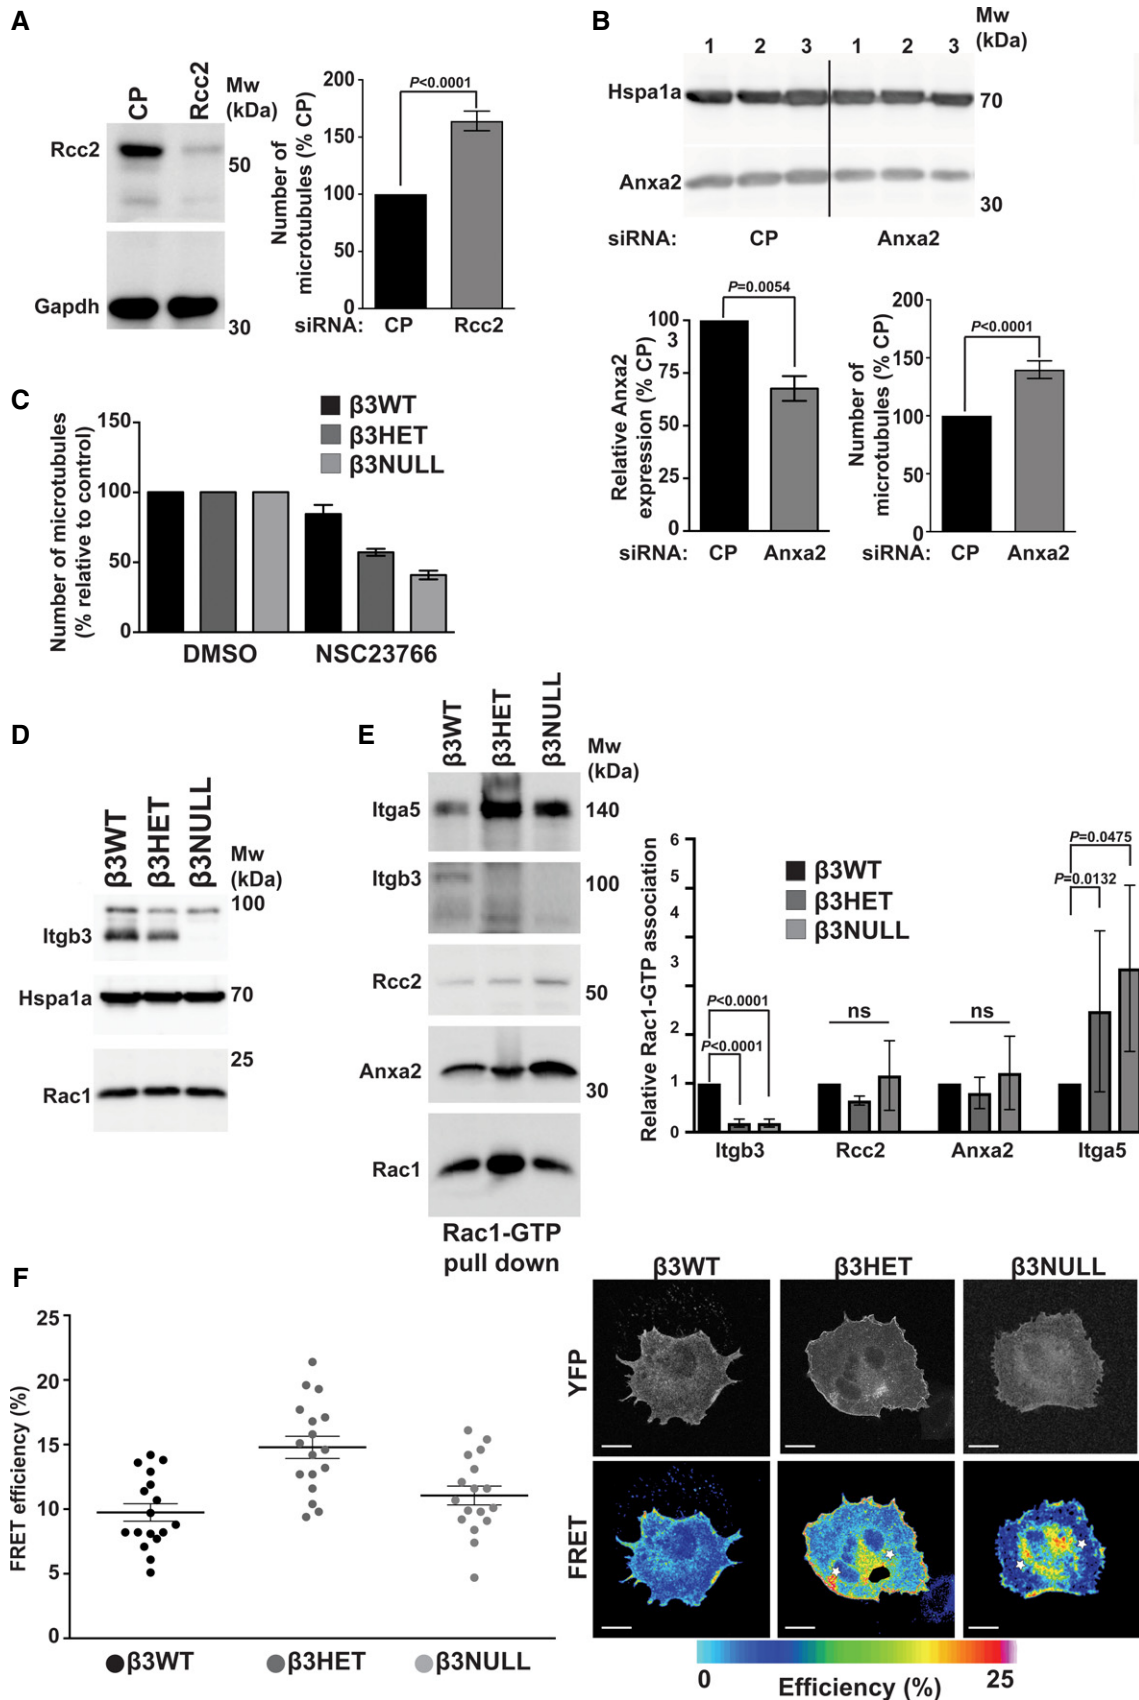 A
CP
Rcc2
Mw
(kDa)
Rcc2
50
Gapdh
30
Number of
microtubules (% CP)
200
150
100
50
0
P<0.0001
siRNA:
CP
Rcc2
B
1 2 3 1 2 3
Mw
(kDa)
Hspa1a
70
Anxa2
30
siRNA:
CP
Anxa2
Relative Anxa2
expression (% CP)
100
3
75
50
25
0
P=0.0054
siRNA:
CP
Anxa2
Number of
microtubules (% CP)
200
150
100
50
0
P<0.0001
siRNA:
CP
Anxa2
C
β3WT
β3HET
β3NULL
Number of microtubules
(% relative to control)
150
100
50
0
DMSO
NSC23766
D
β3WT
β3HET
β3NULL
Mw
(kDa)
100
Itgb3
Hspa1a
70
25
Rac1
E
β3WT
β3HET
β3NULL
Mw
(kDa)
Itga5
140
Itgb3
100
Rcc2
50
Anxa2
30
Rac1
Rac1-GTP
pull down
Relative Rac1-GTP association
6
5
4
3
2
1
0
β3WT
β3HET
β3NULL
P<0.0001
P<0.0001
ns
ns
P=0.0475
P=0.0132
Itgb3
Rcc2
Anxa2
Itga5
F
FRET efficiency (%)
25
20
15
10
5
0
β3WT
β3HET
β3NULL
β3WT
β3HET
β3NULL
YFP
FRET
0
25
Efficiency (%)